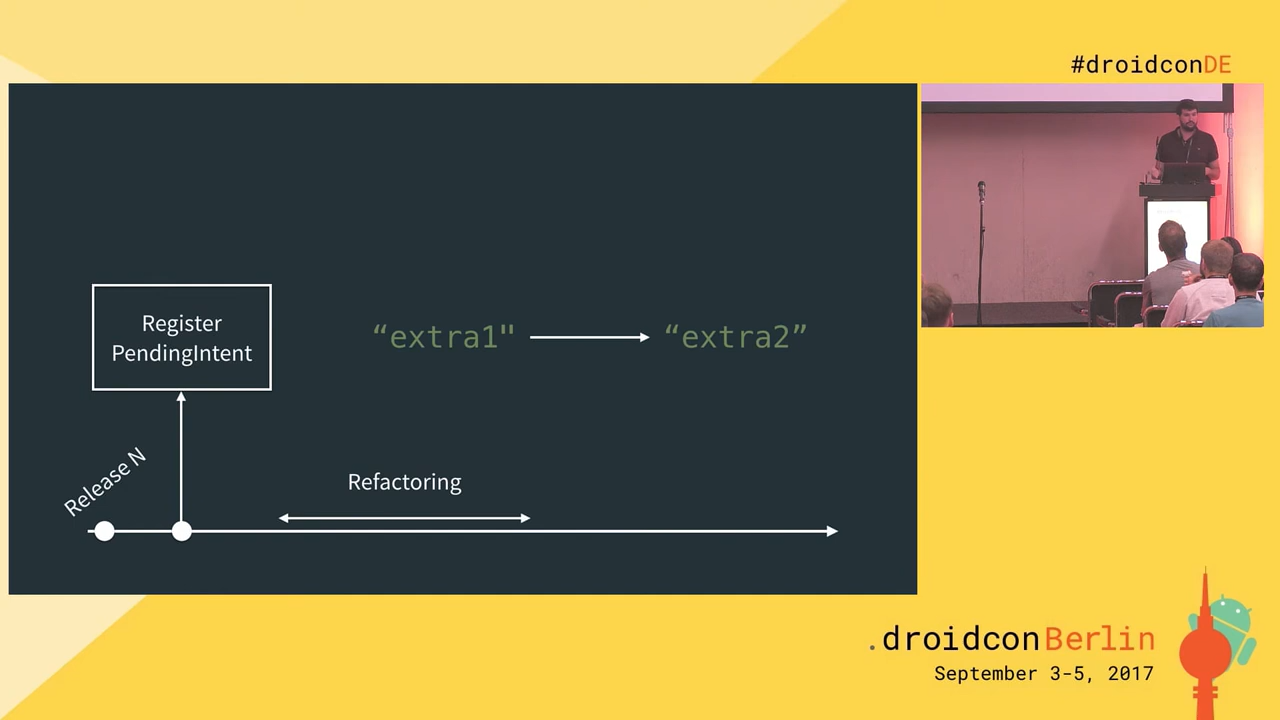 #droidconDE
Register
PendingIntent
“extra1"
“extra2”
Release N
Refactoring
.droidconBerlin
September 3-5, 2017